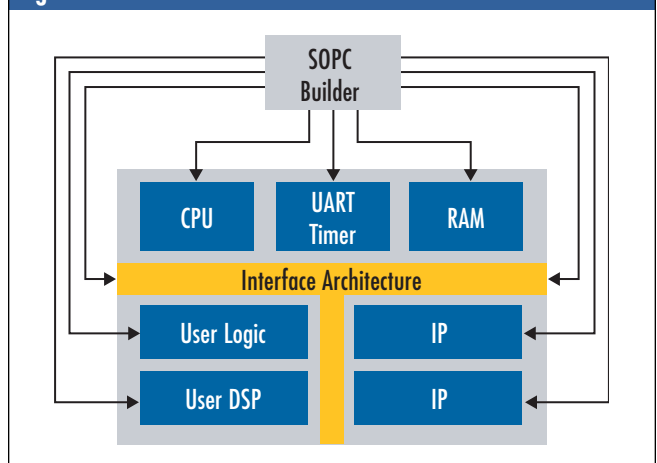 SOPC
Builder
CPU
UART
Timer
RAM
Interface Architecture
User Logic
IP
User DSP
IP